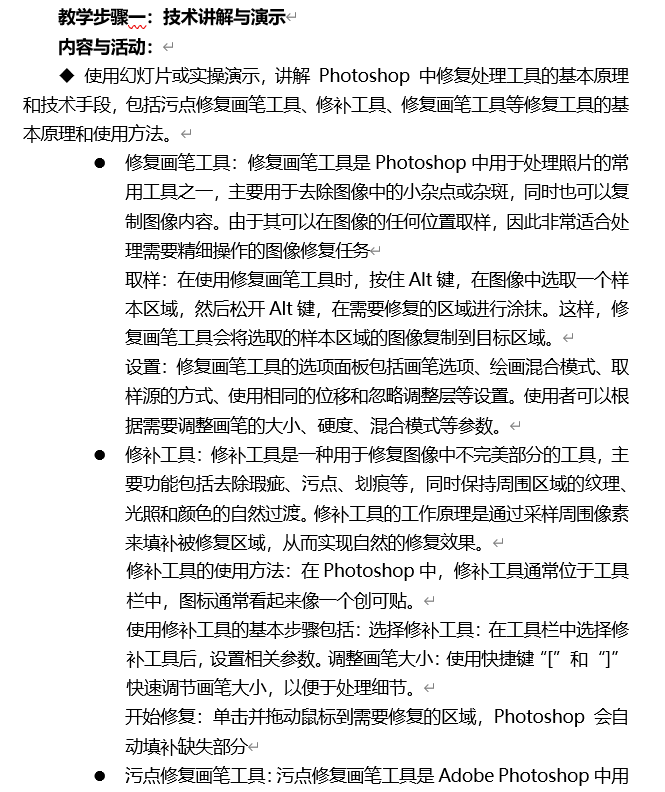 教学步骤一：技术讲解与演示
内容与活动：
◆ 使用幻灯片或实操演示，讲解 Photoshop 中修复处理工具的基本原理
和技术手段，包括污点修复画笔工具、修补工具、修复画笔工具等修复工具的基
本原理和使用方法。
● 修复画笔工具：修复画笔工具是 Photoshop 中用于处理照片的常
用工具之一，主要用于去除图像中的小杂点或杂斑，同时也可以复
制图像内容。由于其可以在图像的任何位置取样，因此非常适合处
理需要精细操作的图像修复任务
取样：在使用修复画笔工具时，按住 Alt 键，在图像中选取一个样
本区域，然后松开 Alt 键，在需要修复的区域进行涂抹。这样，修
复画笔工具会将选取的样本区域的图像复制到目标区域。
设置：修复画笔工具的选项面板包括画笔选项、绘画混合模式、取
样源的方式、使用相同的位移和忽略调整层等设置。使用者可以根
据需要调整画笔的大小、硬度、混合模式等参数。
● 修补工具：修补工具是一种用于修复图像中不完美部分的工具，主
要功能包括去除瑕疵、污点、划痕等，同时保持周围区域的纹理、
光照和颜色的自然过渡。修补工具的工作原理是通过采样周围像素
来填补被修复区域，从而实现自然的修复效果。
修补工具的使用方法：在 Photoshop 中，修补工具通常位于工具
栏中，图标通常看起来像一个创可贴。
使用修补工具的基本步骤包括：选择修补工具：在工具栏中选择修
补工具后，设置相关参数。调整画笔大小：使用快捷键“[”和“]”
快速调节画笔大小，以便于处理细节。
开始修复：单击并拖动鼠标到需要修复的区域，Photoshop 会自
动填补缺失部分
● 污点修复画笔工具：污点修复画笔工具是 Adobe Photoshop 中用